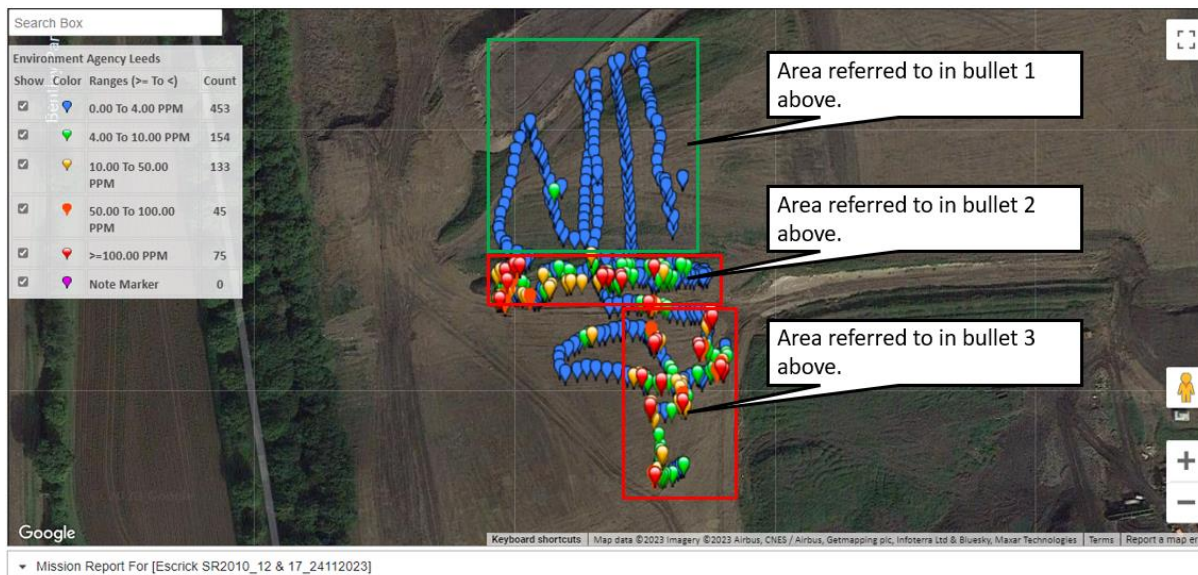 Search Box
Environment Agency Leeds
Show Color Ranges (>= To <) Count
0.00 To 4.00 PPM 453
4.00 To 10.00 PPM 154
10.00 To 50.00
PPM 133
50.00 To 100.00
PPM 45
>=100.00 PPM 75
Note Marker 0
Area referred to in bullet 1
above.
Area referred to in bullet 2
above.
Area referred to in bullet 3
above.
Google
Keyboard shortcuts Map data ©2023 Imagery ©2023 Airbus, CNES / Airbus, Getmapping plc, Infoterra Ltd & Bluesky, Maxar Technologies Terms Report a map
Mission Report For [Escrick SR2010_12 & 17_24112023]